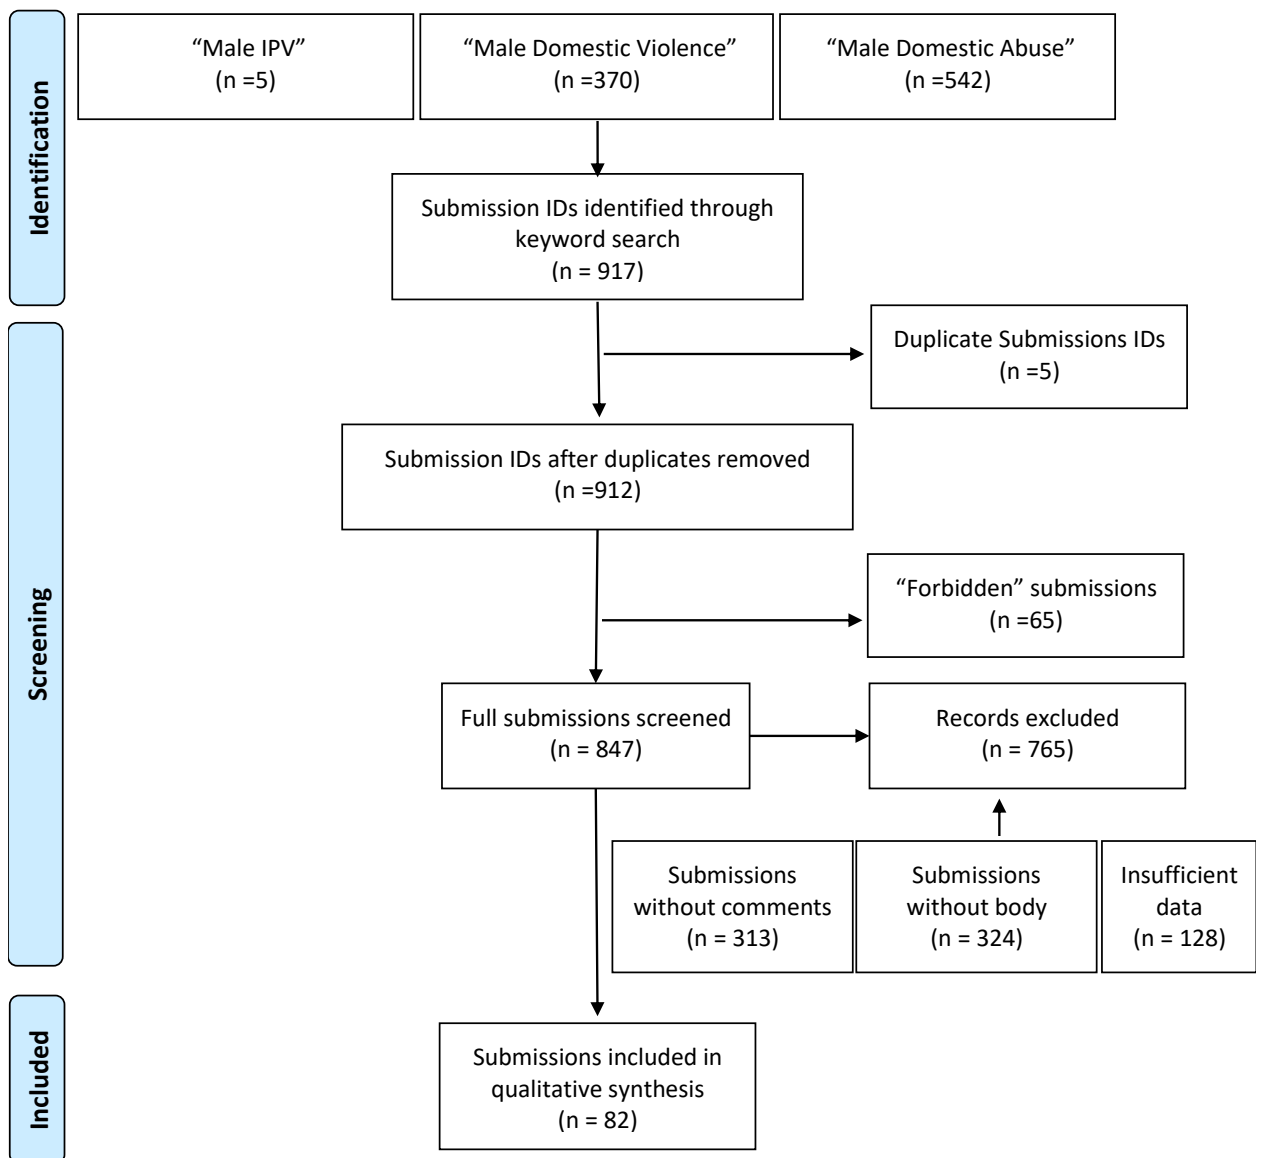 Identification
“Male IPV”
(n =5)
“Male Domestic Violence”
(n =370)
“Male Domestic Abuse”
(n =542)
Submission IDs identified through
keyword search
(n = 917)
Screening
Duplicate Submissions IDs
(n =5)
Submission IDs after duplicates removed
(n =912)
“Forbidden” submissions
(n =65)
Full submissions screened
(n = 847)
Records excluded
(n = 765)
Submissions
without comments
(n = 313)
Submissions
without body
(n = 324)
Insufficient
data
(n = 128)
Included
Submissions included in
qualitative synthesis
(n = 82)